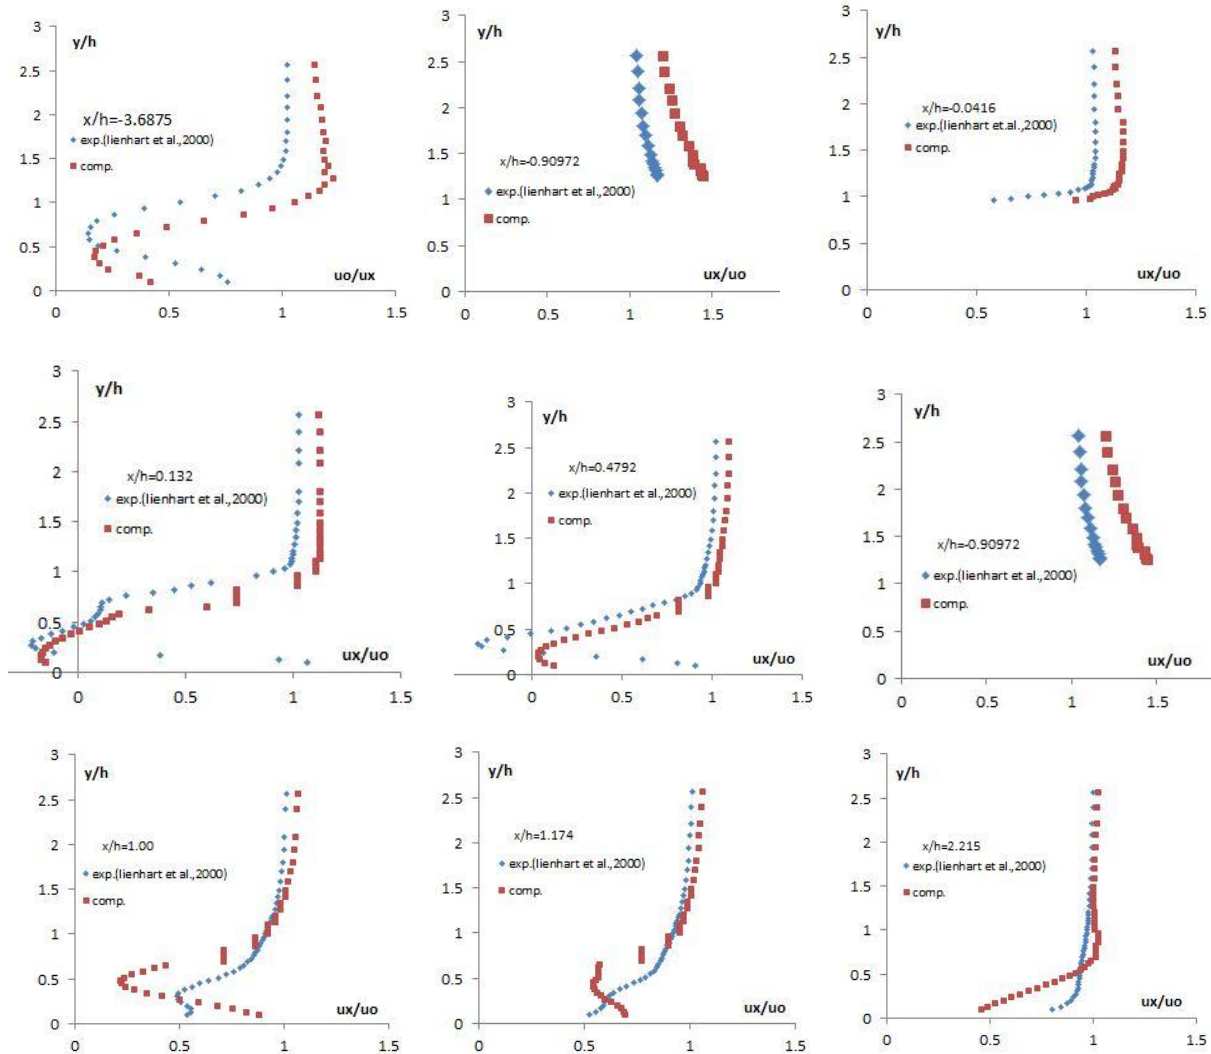 3
y/h
2.5
2
x/h=-3.6875
exp.(lienhart et al.,2000)
1.5
comp.
1
0.5
uo/ux
0
0 0.5 1 1.5
3
y/h
2.5
2
1.5
x/h=-0.90972
exp.(lienhart et al.,2000)
1
comp.
0.5
ux/uo
0
0 0.5 1 1.5
3
y/h
2.5
2
x/h=-0.0416
exp.(lienhart et.al.,2000)
1.5
comp.
1
0.5
ux/uo
0
0 0.5 1 1.5
3
y/h
2.5
2
x/h=0.132
exp.(lienhart et al.,2000)
1.5
comp.
1
0.5
ux/uo
0
0 0.5 1 1.5
3
y/h
2.5
x/h=0.4792
2
exp.(lienhart et al.,2000)
1.5
comp.
1
0.5
ux/uo
0
0 0.5 1 1.5
3
y/h
2.5
2
1.5
x/h=-0.90972
exp.(lienhart et al.,2000)
1
comp.
0.5
ux/uo
0
0 0.5 1 1.5
3
y/h
2.5
2
x/h=1.00
exp.(lienhart et al.,2000)
1.5
comp.
1
0.5
ux/uo
0
0 0.5 1 1.5
3
y/h
2.5
2
x/h=1.174
exp.(lienhart et al.,2000)
1.5
comp.
1
0.5
ux/uo
0
0 0.5 1 1.5
3
y/h
2.5
2
x/h=2.215
exp.(lienhart et al.,2000)
1.5
comp.
1
0.5
ux/uo
0
0 0.5 1 1.5